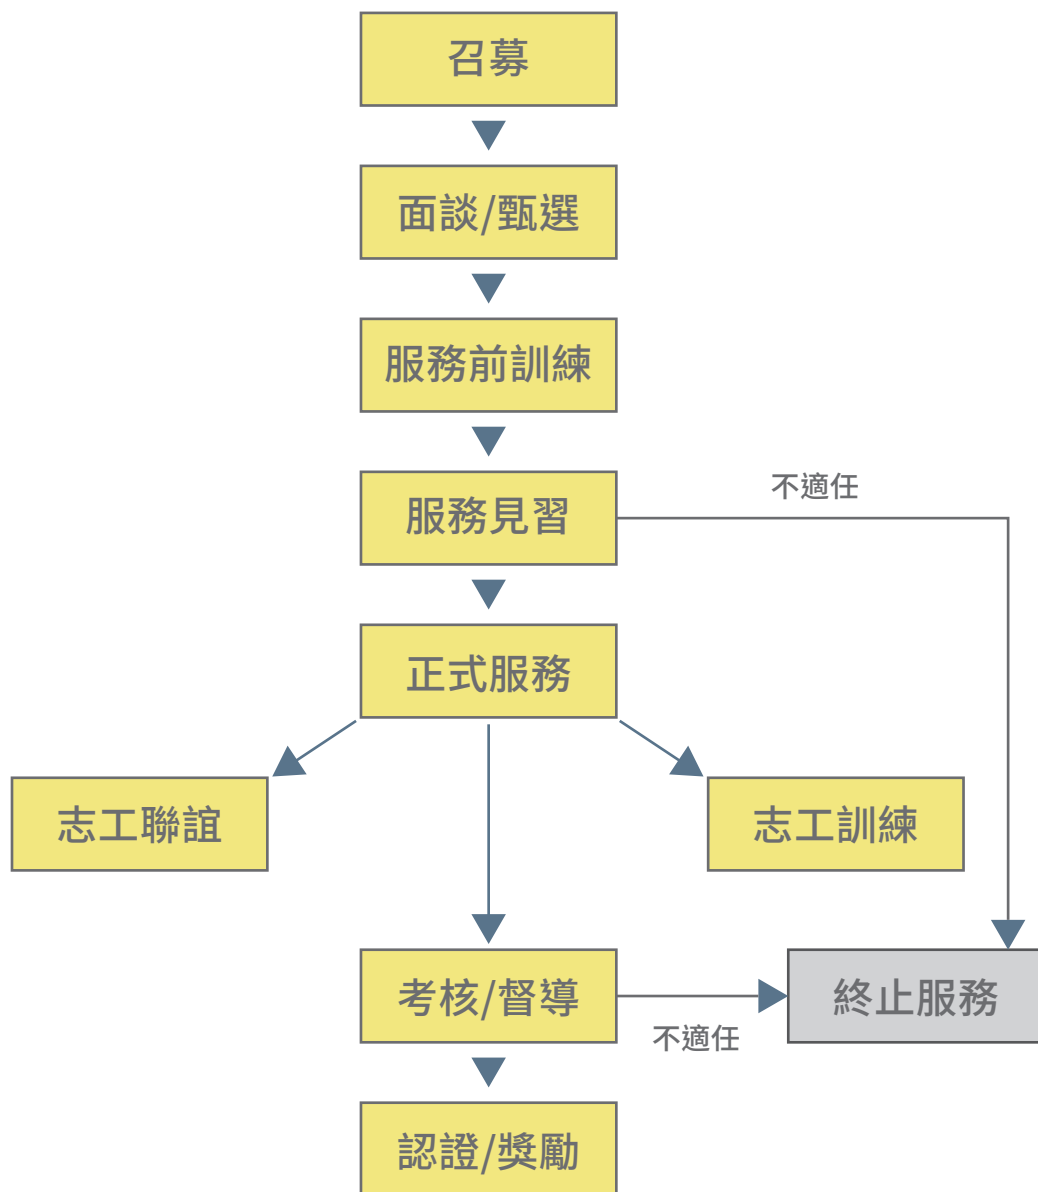 召募
面談/甄選
服務前訓練
服務見習
不適任
正式服務
志工聯誼
志工訓練
考核/督導
終止服務
不適任
認證/獎勵